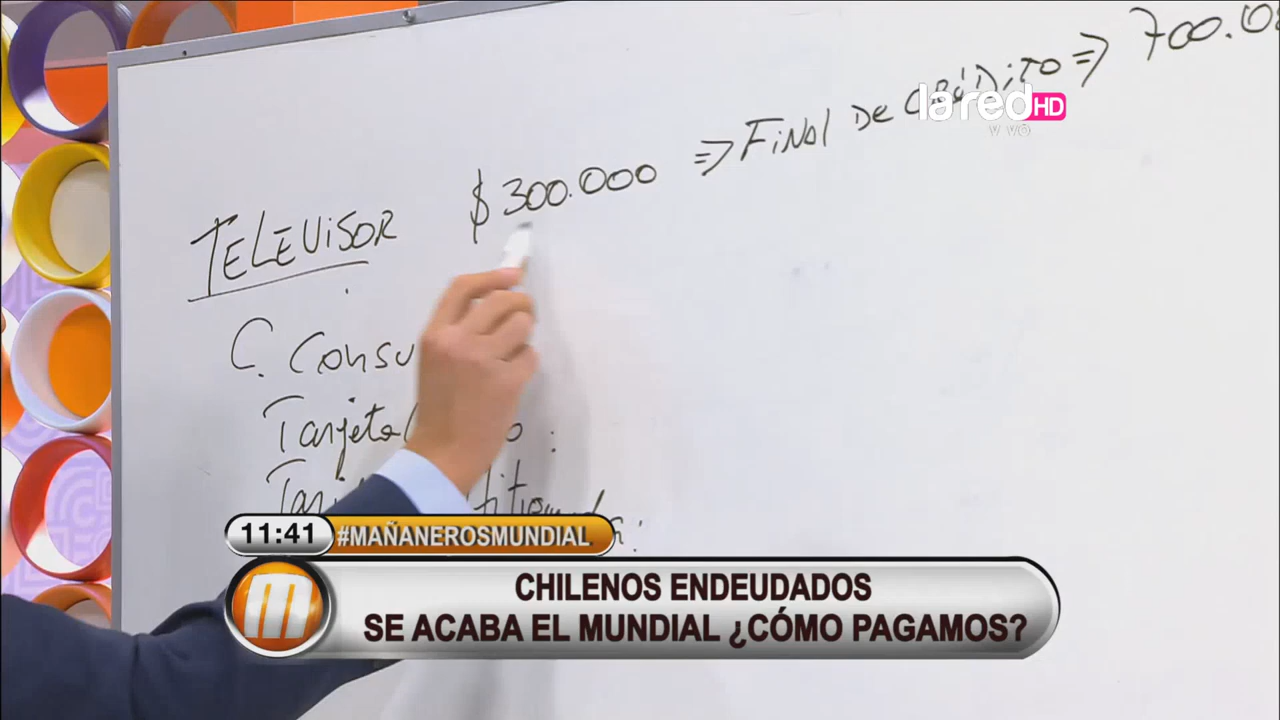 700.0
TELEVISOR $ 300.000 => FINAL DE CRÉDITO =>
lared HD
VIVO
C. Consu
Tarjeta
:
11:41 #MAÑANEROSMUNDIAL
CHILENOS ENDEUDADOS
SE ACABA EL MUNDIAL ¿CÓMO PAGAMOS?